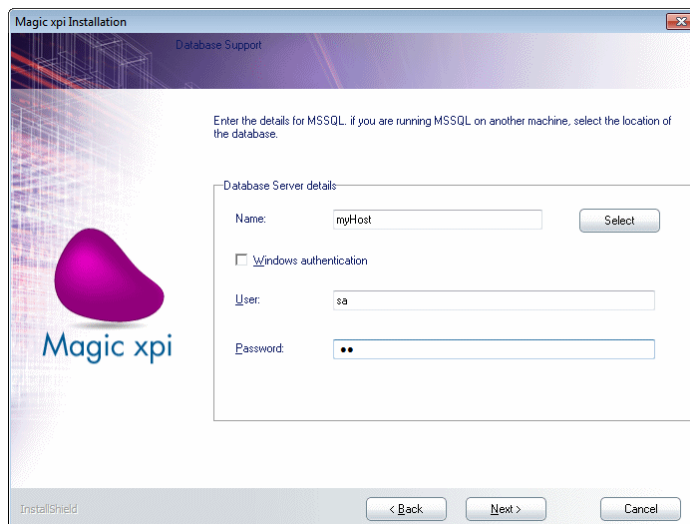 Magic xpi Installation
Database Support
Enter the details for MSSQL. if you are running MSSQL on another machine, select the location of
the database.
Database Server details
Name: myHost Select
Windows authentication
User: sa
Password: ●●
Magic xpi
InstallShield < Back Next > Cancel